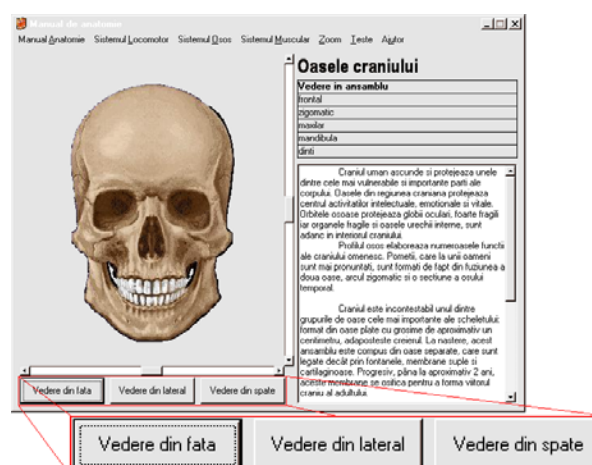 Manual de anatomie
Manual Anatomie Sistemul Locomotor Sistemul Osos Sistemul Muscular Zoom Teste Ajutor
Oasele craniului
Vedere in ansamblu
frontal
zigomatic
maxilar
mandibula
dinti
Craniul uman ascunde si protejeaza unele
dintre cele mai vulnerabile si importante parti ale
corpului. Oasele din regiunea craniana protejeaza
centrul activitatilor intelectuale, emotionale si vitale.
Orbitele osoase protejeaza globii oculari, foarte fragili
iar organele fragile si oasele urechii interne, sunt
adanc in interiorul craniului.
Profilul osos elaboreaza numeroasele functii
ale craniului omenesc. Pometii, care la unii oameni
sunt mai pronuntati, sunt formati de fapt din fuziunea a
doua oase, arcul zigomatic si o sectiune a osului
temporal.
Craniul este incontestabil unul dintre
grupurile de oase cele mai importante ale scheletului:
format din oase plate cu grosime de aproximativ un
centimetru, adaposteste creierul. La nastere, acest
ansamblu este compus din oase separate, care sunt
legate decât prin fontanele, membrane suple si
cartilaginoase. Progresiv, pâna la aproximativ 2 ani,
aceste membrane se osifica pentru a forma viitorul
craniu al adultului.
Vedere din fata Vedere din lateral Vedere din spate
Vedere din fata Vedere din lateral Vedere din spate